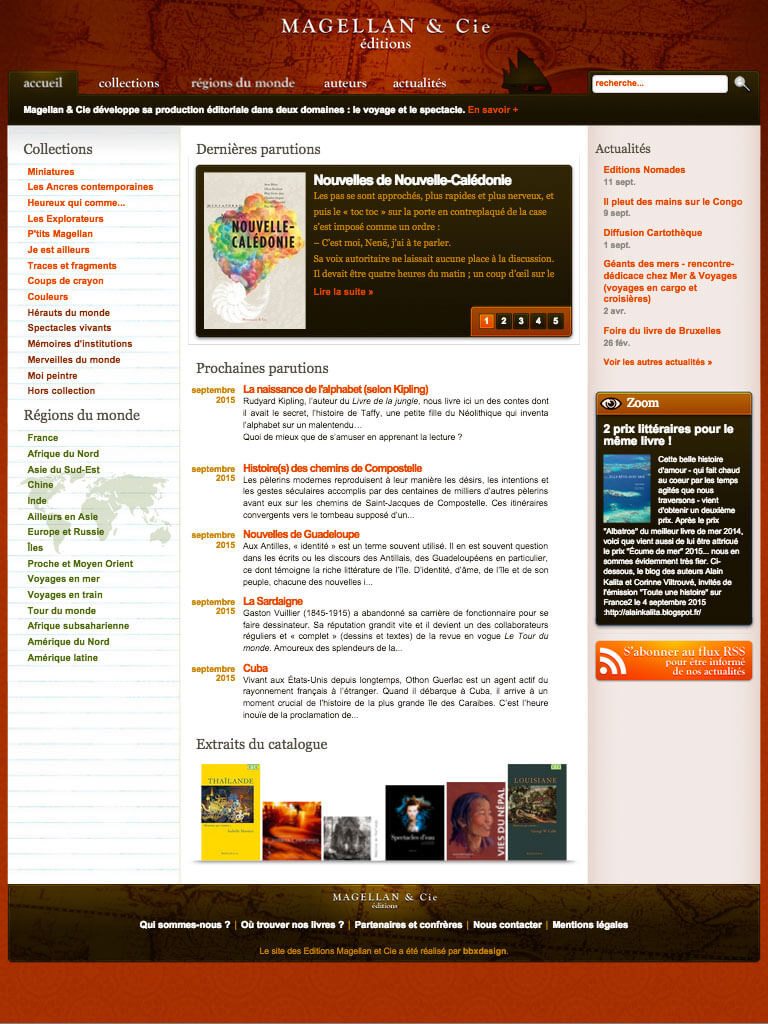 MAGELLAN & Cie
éditions
accueil
collections
régions du monde
auteurs
actualités
recherche...
Magellan & Cie développe sa production éditoriale dans deux domaines : le voyage et le spectacle. En savoir +
Collections
Miniatures
Les Ancres contemporaines
Heureux qui comme...
Les Explorateurs
P'tits Magellan
Je est ailleurs
Traces et fragments
Coups de crayon
Couleurs
Hérauts du monde
Spectacles vivants
Mémoires d'institutions
Merveilles du monde
Moi peintre
Hors collection
Régions du monde
France
Afrique du Nord
Asie du Sud-Est
Chine
Inde
Ailleurs en Asie
Europe et Russie
Îles
Proche et Moyen Orient
Voyages en mer
Voyages en train
Tour du monde
Afrique subsaharienne
Amérique du Nord
Amérique latine
Dernières parutions
NOUVELLE-
CALÉDONIE
Nouvelles de Nouvelle-Calédonie
Les pas se sont approchés, plus rapides et plus nerveux, et
puis le « toc toc » sur la porte en contreplaqué de la case
s'est imposé comme un ordre :
– C'est moi, Nenë, j'ai à te parler.
Sa voix autoritaire ne laissait aucune place à la discussion.
Il devait être quatre heures du matin ; un coup d'œil sur le
Lire la suite »
1 2 3 4 5
Prochaines parutions
septembre
2015
La naissance de l'alphabet (selon Kipling)
Rudyard Kipling, l'auteur du Livre de la jungle, nous livre ici un des contes dont
il avait le secret, l'histoire de Taffy, une petite fille du Néolithique qui inventa
l'alphabet sur un malentendu…
Quoi de mieux que de s'amuser en apprenant la lecture ?
septembre
2015
Histoire(s) des chemins de Compostelle
Les pèlerins modernes reproduisent à leur manière les désirs, les intentions et
les gestes séculaires accomplis par des centaines de milliers d'autres pèlerins
avant eux sur les chemins de Saint-Jacques de Compostelle. Ces itinéraires
convergents vers le tombeau supposé d'un...
septembre
2015
Nouvelles de Guadeloupe
Aux Antilles, « identité » est un terme souvent utilisé. Il en est souvent question
dans les écrits ou les discours des Antillais, des Guadeloupéens en particulier,
ce dont témoigne la riche littérature de l'île. D'identité, d'âme, de l'île et de son
peuple, chacune des nouvelles i...
septembre
2015
La Sardaigne
Gaston Vuillier (1845-1915) a abandonné sa carrière de fonctionnaire pour se
faire dessinateur. Sa réputation grandit vite et il devient un des collaborateurs
réguliers et « complet » (dessins et textes) de la revue en vogue Le Tour du
monde. Amoureux des splendeurs de la...
septembre
2015
Cuba
Vivant aux États-Unis depuis longtemps, Othon Guerlac est un agent actif du
rayonnement français à l'étranger. Quand il débarque à Cuba, il arrive à un
moment crucial de l'histoire de la plus grande île des Caraïbes. C'est l'heure
inouïe de la proclamation de...
Extraits du catalogue
THAÏLANDE
Spectacles d'eau
VIES DU NÉPAL
LOUISIANE
Actualités
Editions Nomades
11 sept.
Il pleut des mains sur le Congo
9 sept.
Diffusion Cartothèque
1 sept.
Géants des mers - rencontre-
dédicace chez Mer & Voyages
(voyages en cargo et
croisières)
2 avr.
Foire du livre de Bruxelles
26 fév.
Voir les autres actualités »
Zoom
2 prix littéraires pour le
même livre !
Cette belle histoire
d'amour - qui fait chaud
au coeur par les temps
agités que nous
traversons - vient
d'obtenir un deuxième
prix. Après le prix
"Albatros" du meilleur livre de mer 2014,
voici que vient aussi de lui être attricué
le prix "Écume de mer" 2015... nous en
sommes évidemment très fier. Ci-
dessous, le blog des auteurs Alain
Kalita et Corinne Viltrouvé, invités de
l'émission "Toute une histoire" sur
France2 le 4 septembre 2015
:http://alainkalita.blogspot.fr/
S'abonner au flux RSS
pour être informé
de nos actualités
MAGELLAN & Cie
éditions
Qui sommes-nous ? | Où trouver nos livres ? | Partenaires et confrères | Nous contacter | Mentions légales
Le site des Editions Magellan et Cie a été réalisé par bbxdesign.